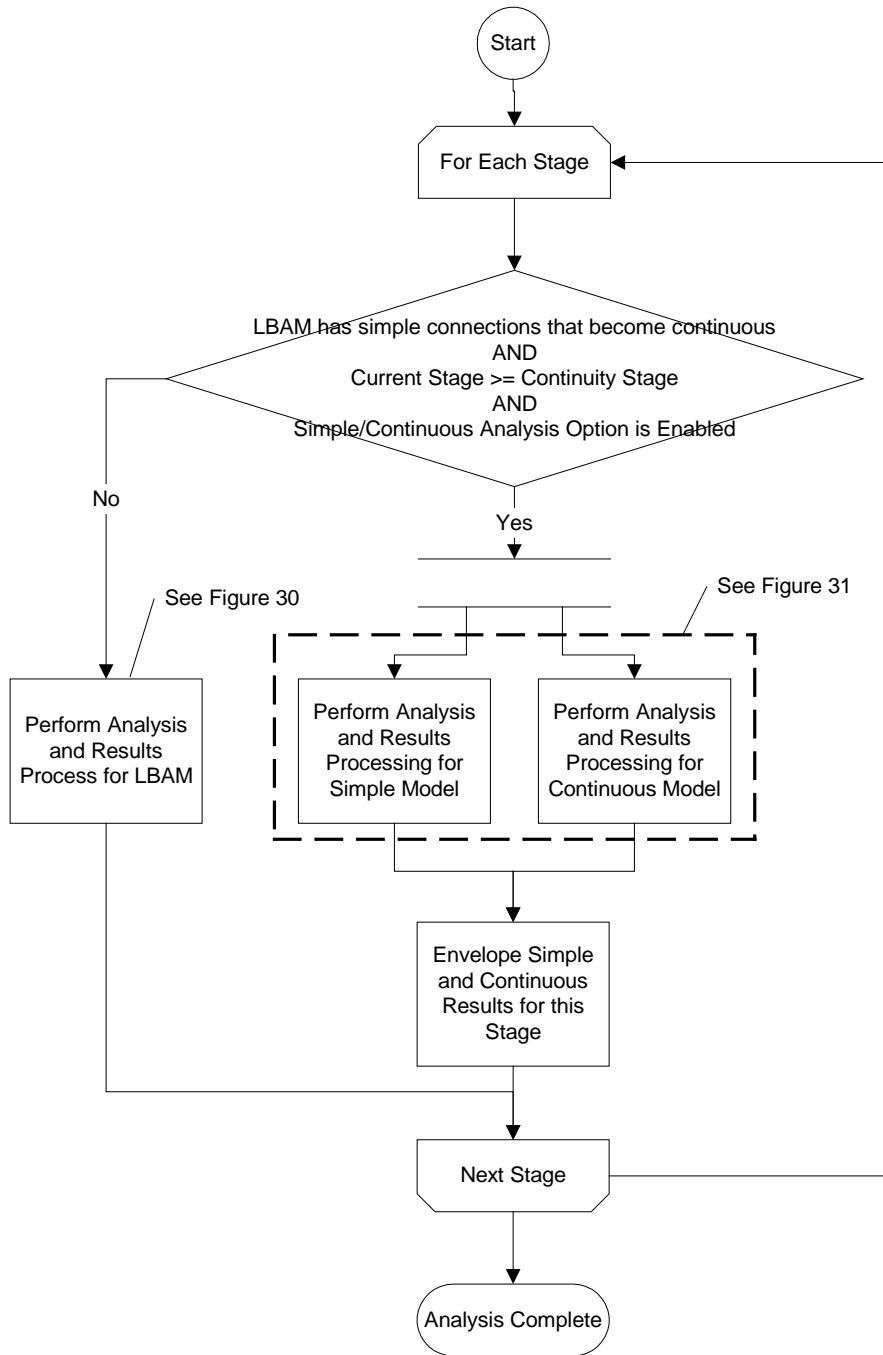 Start
For Each Stage
LBAM has simple connections that become continuous
AND
Current Stage >= Continuity Stage
AND
Simple/Continuous Analysis Option is Enabled
No
Yes
See Figure 30
See Figure 31
Perform Analysis
and Results
Process for LBAM
Perform Analysis
and Results
Processing for
Simple Model
Perform Analysis
and Results
Processing for
Continuous Model
Envelope Simple
and Continuous
Results for this
Stage
Next Stage
Analysis Complete